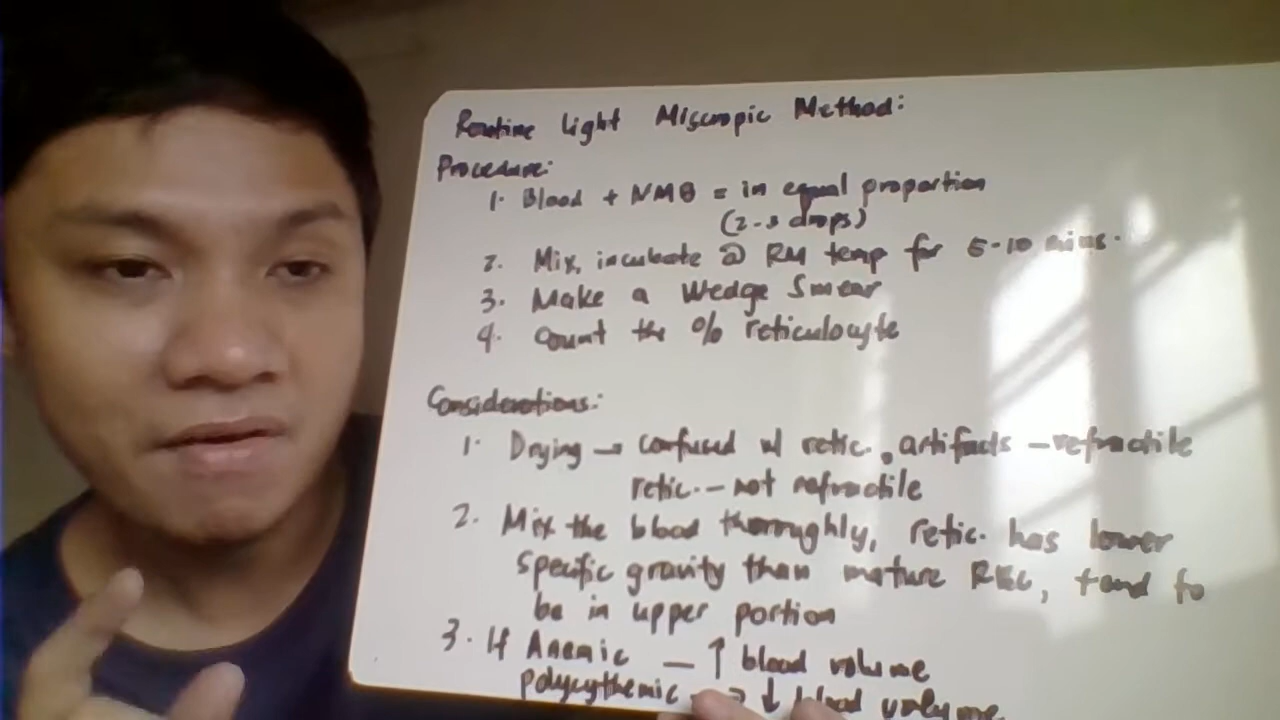 Routine Light Miscropic Method:
Procedure:
1. Blood + NMB = in equal proportion
(2-3 drops)
2. Mix, incubate @ RM temp for 5-10 mins.
3. Make a Wedge Smear
4. Count the % reticulocyte
Considerations:
1. Drying → confused w/ retic., artifacts - refractile
retic. - not refractile
2. Mix the blood thoroughly, retic. has lower
specific gravity than mature RBC, tend to
be in upper portion
3. If Anemic — ↑ blood volume
polycythemic → ↓ blood volume